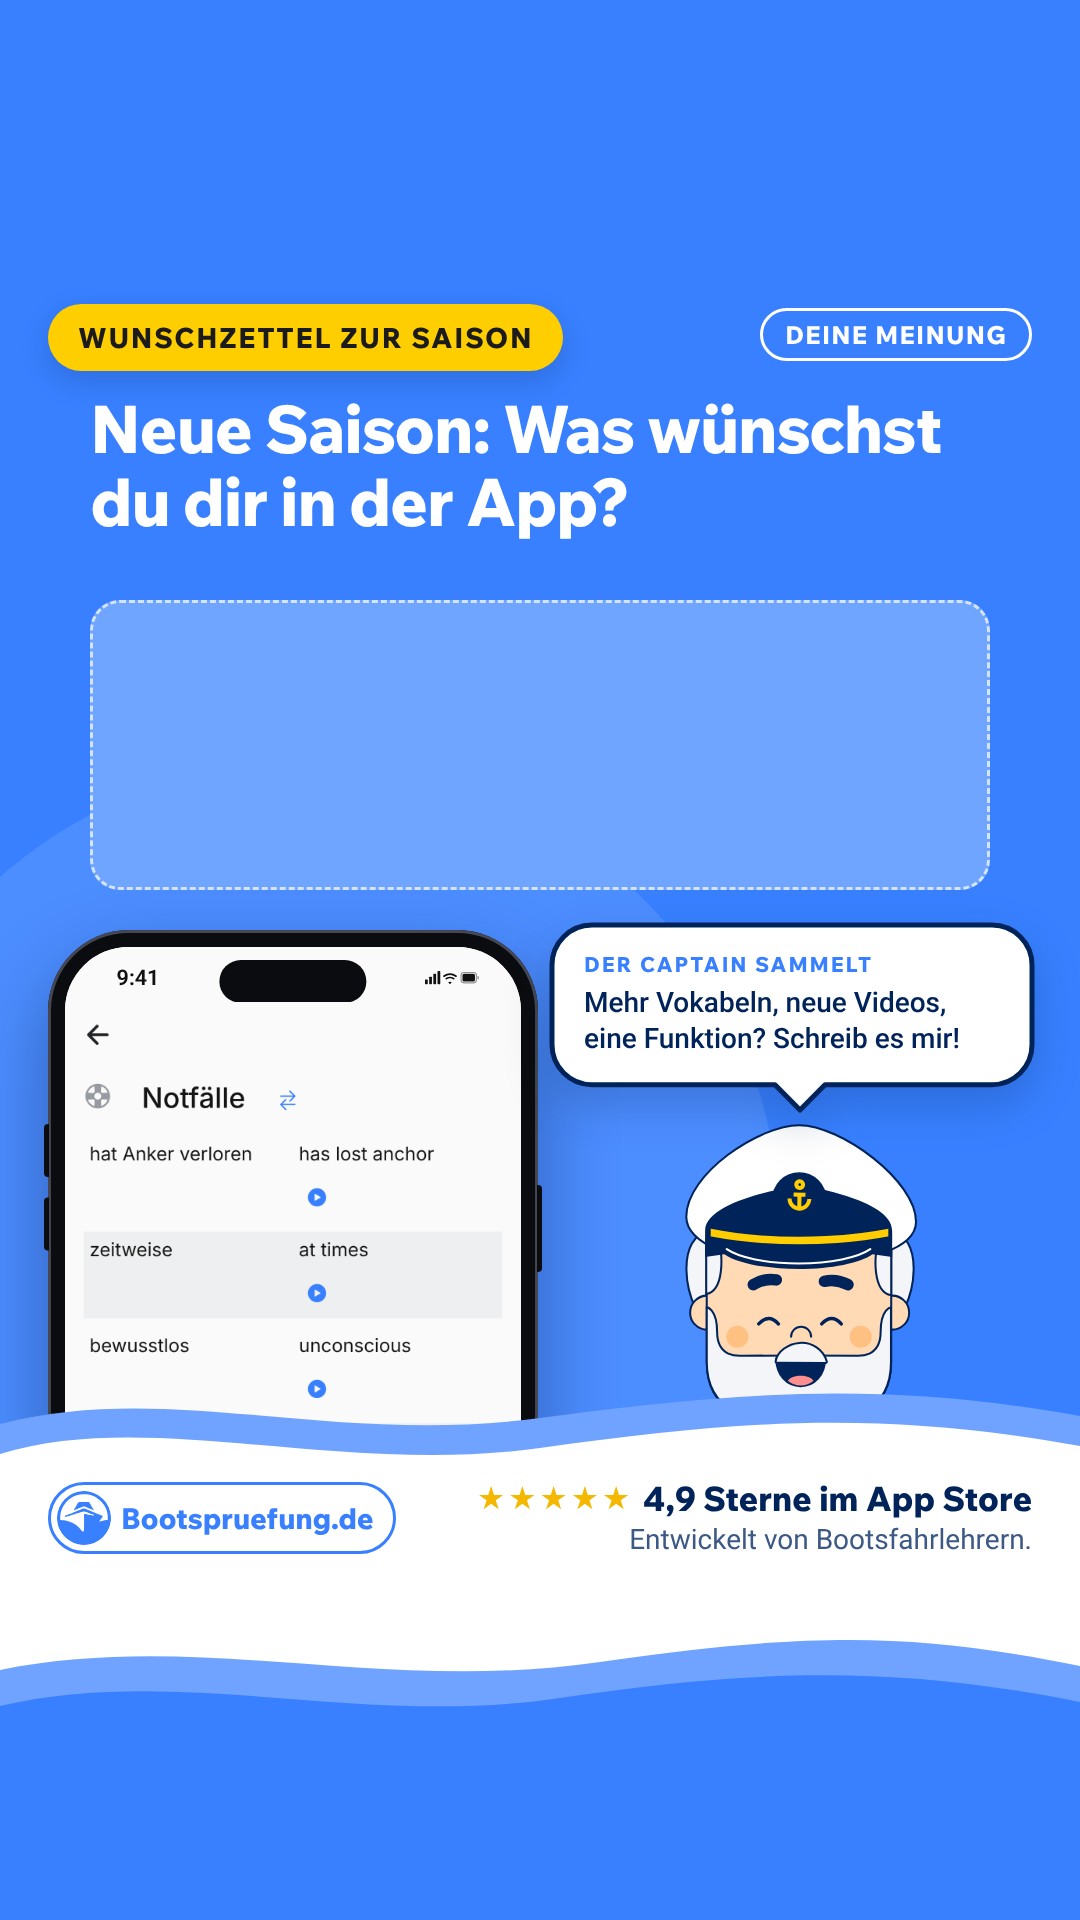 WUNSCHZETTEL ZUR SAISON
DEINE MEINUNG
Neue Saison: Was wünschst
du dir in der App?
DER CAPTAIN SAMMELT
Mehr Vokabeln, neue Videos,
eine Funktion? Schreib es mir!
9:41
Notfälle
hat Anker verloren has lost anchor
zeitweise at times
bewusstlos unconscious
Bootspruefung.de
★★★★★ 4,9 Sterne im App Store
Entwickelt von Bootsfahrlehrern.